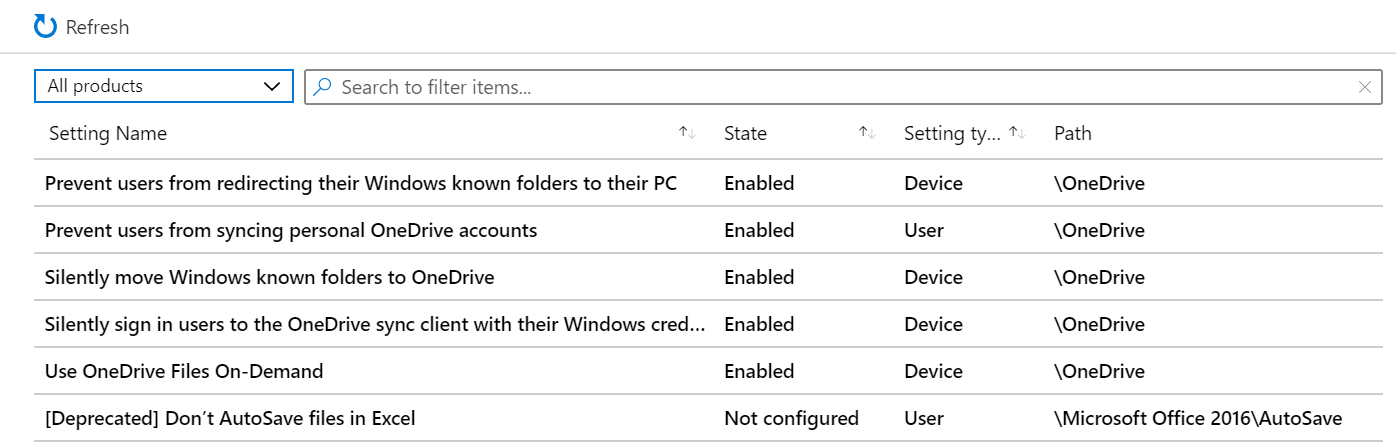 Refresh
All products Search to filter items...
Setting Name State Setting ty... Path
Prevent users from redirecting their Windows known folders to their PC Enabled Device \OneDrive
Prevent users from syncing personal OneDrive accounts Enabled User \OneDrive
Silently move Windows known folders to OneDrive Enabled Device \OneDrive
Silently sign in users to the OneDrive sync client with their Windows cred... Enabled Device \OneDrive
Use OneDrive Files On-Demand Enabled Device \OneDrive
[Deprecated] Don’t AutoSave files in Excel Not configured User \Microsoft Office 2016\AutoSave